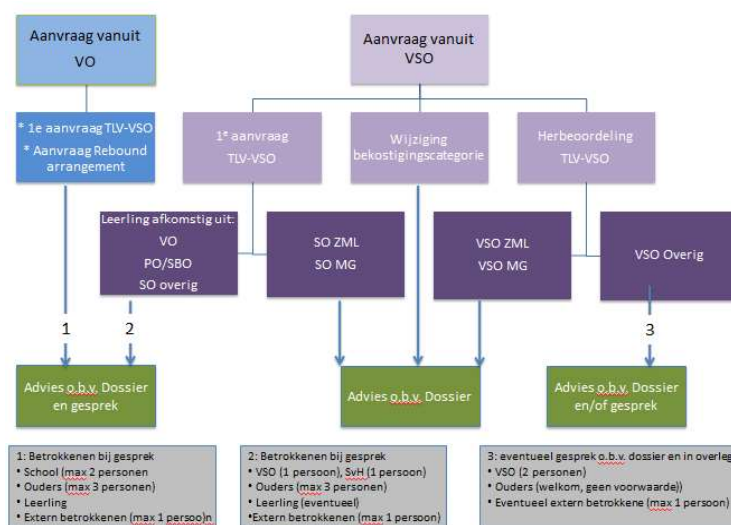 Aanvraag vanuit
VO
Aanvraag vanuit
VSO
* 1e aanvraag TLV-VSO
* Aanvraag Rebound
arrangement
1e aanvraag
TLV-VSO
Wijziging
bekostigingscategorie
Herbeoordeling
TLV-VSO
Leerling afkomstig uit:
VO
PO/SBO
SO overig
SO ZML
SO MG
VSO ZML
VSO MG
VSO Overig
1
2
3
Advies o.b.v. Dossier
en gesprek
Advies o.b.v. Dossier
Advies o.b.v. Dossier
en/of gesprek
1: Betrokkenen bij gesprek
• School (max 2 personen
• Ouders (max 3 personen)
• Leerling
• Extern betrokkenen (max 1 persoo)n
2: Betrokkenen bij gesprek
• VSO (1 persoon), SvH (1 persoon)
• Ouders (max 3 personen)
• Leerling (eventueel)
•Extern betrokkenen (max 1 persoon)
3: eventueel gesprek o.b.v. dossier en in overleg
• VSO (2 personen)
• Ouders (welkom, geen voorwaarde))
• Eventueel extern betrokkene (max 1 persoon)